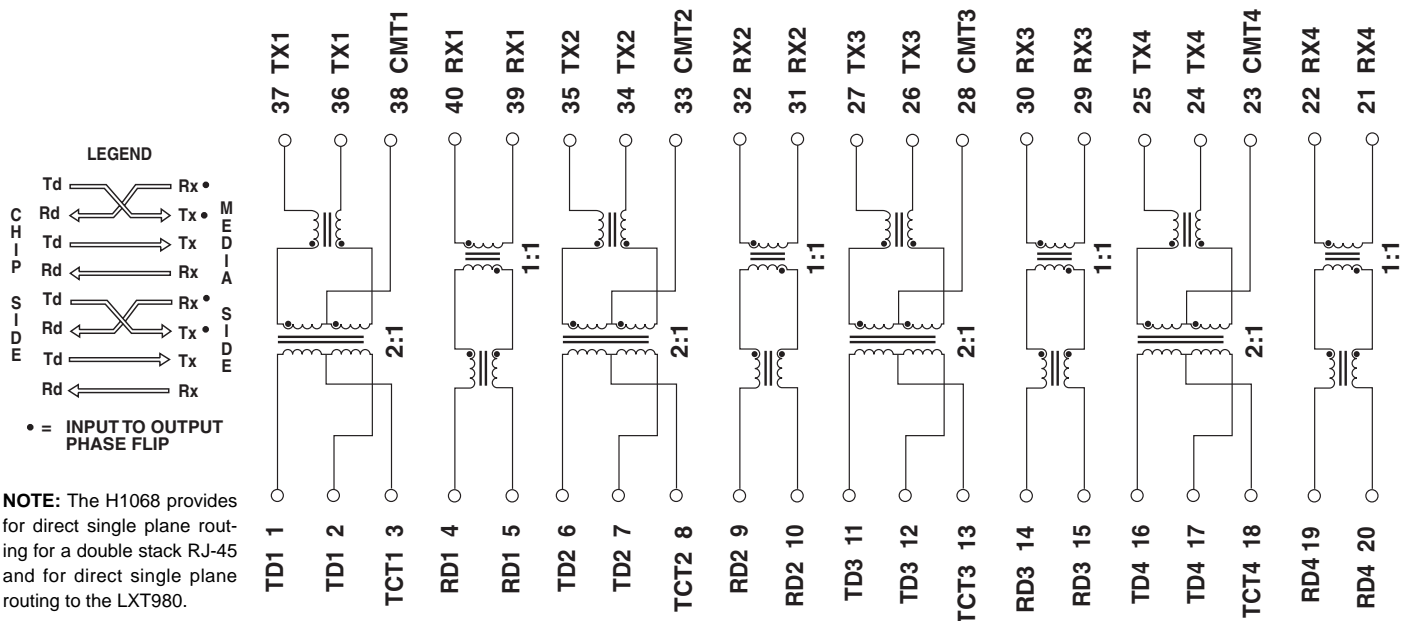 37 TX1
36 TX1
38 CMT1
40 RX1
39 RX1
35 TX2
34 TX2
33 CMT2
32 RX2
31 RX2
27 TX3
26 TX3
28 CMT3
30 RX3
29 RX3
25 TX4
24 TX4
23 CMT4
22 RX4
21 RX4
LEGEND
CHIP SIDE
MEDIA SIDE
Td Rx •
Rd Tx •
Td Tx
Rd Rx
Td Rx •
Rd Tx •
Td Tx
Rd Rx
• = INPUT TO OUTPUT
PHASE FLIP
2:1
1:1
2:1
1:1
2:1
1:1
2:1
1:1
NOTE: The H1068 provides
for direct single plane rout-
ing for a double stack RJ-45
and for direct single plane
routing to the LXT980.
TD1 1
TD1 2
TCT1 3
RD1 4
RD1 5
TD2 6
TD2 7
TCT2 8
RD2 9
RD2 10
TD3 11
TD3 12
TCT3 13
RD3 14
RD3 15
TD4 16
TD4 17
TCT4 18
RD4 19
RD4 20